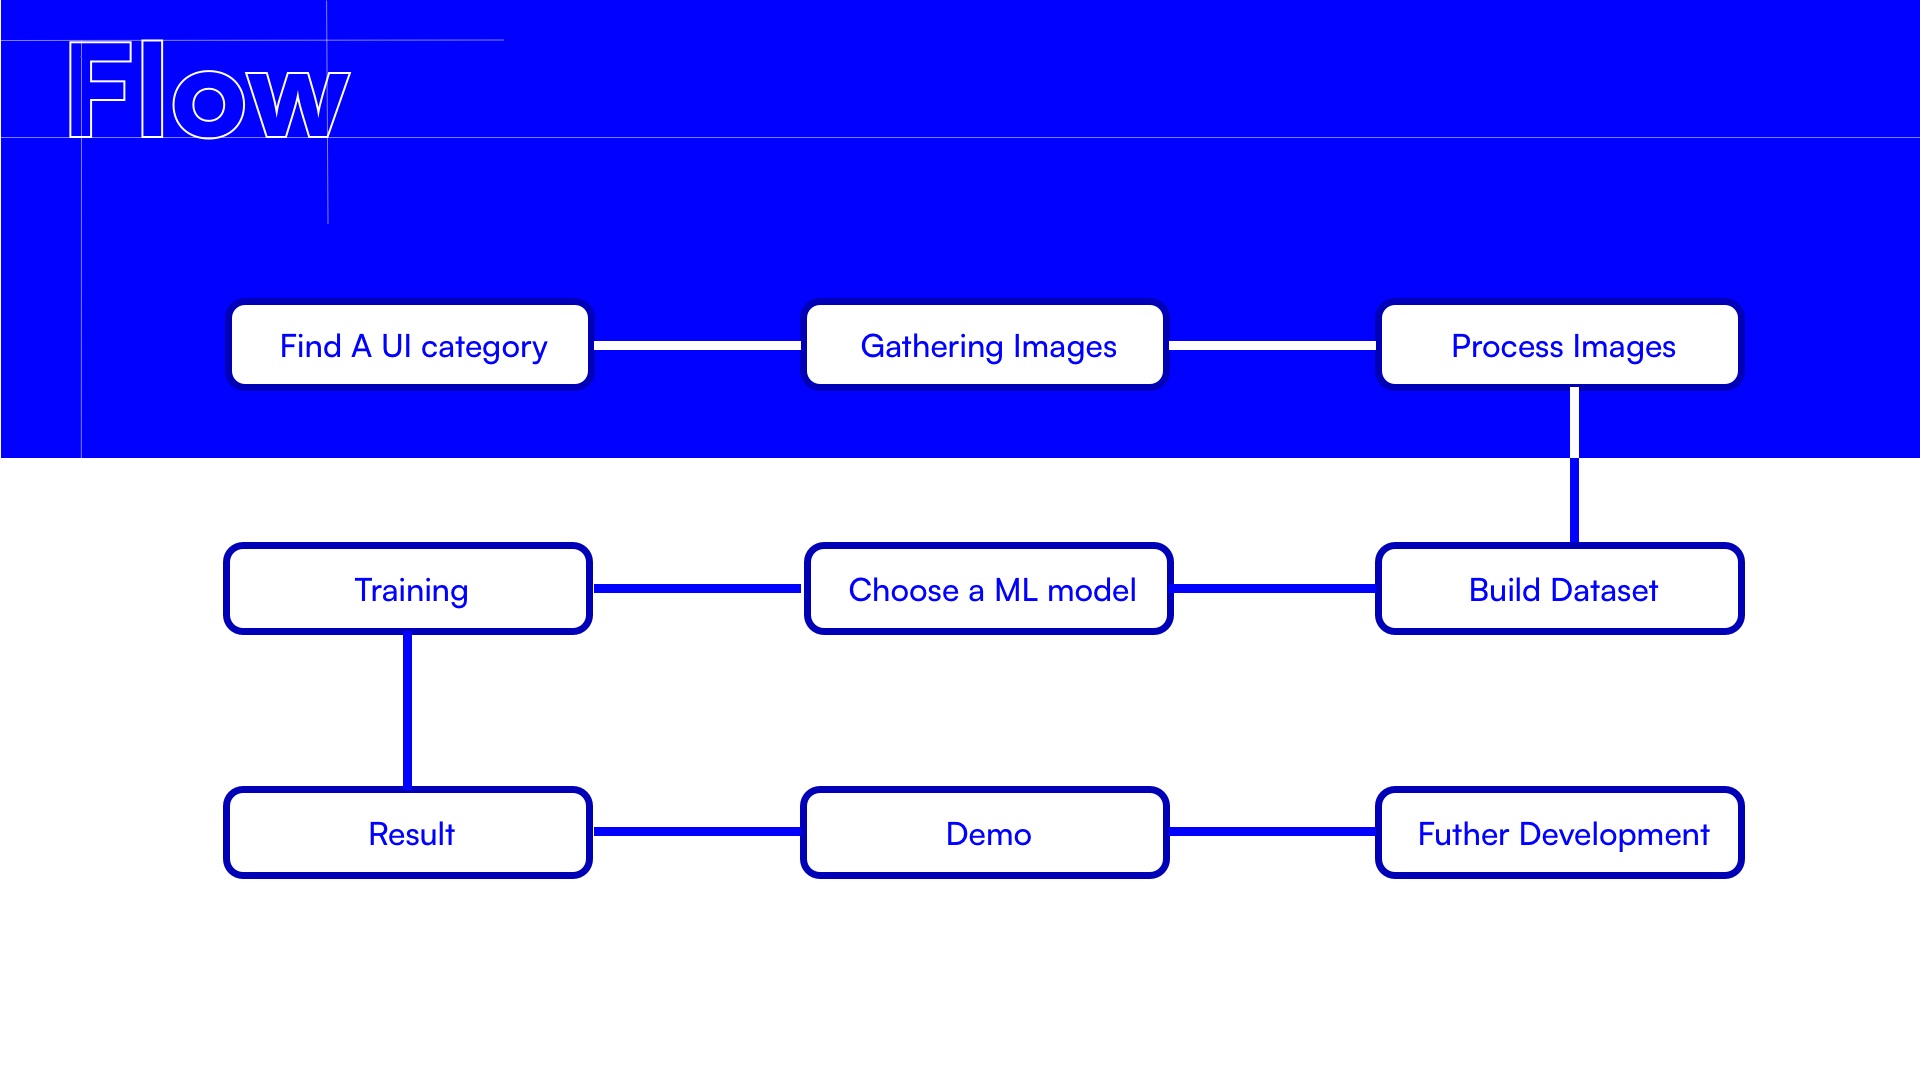 Flow
Find A UI category
Gathering Images
Process Images
Training
Choose a ML model
Build Dataset
Result
Demo
Futher Development